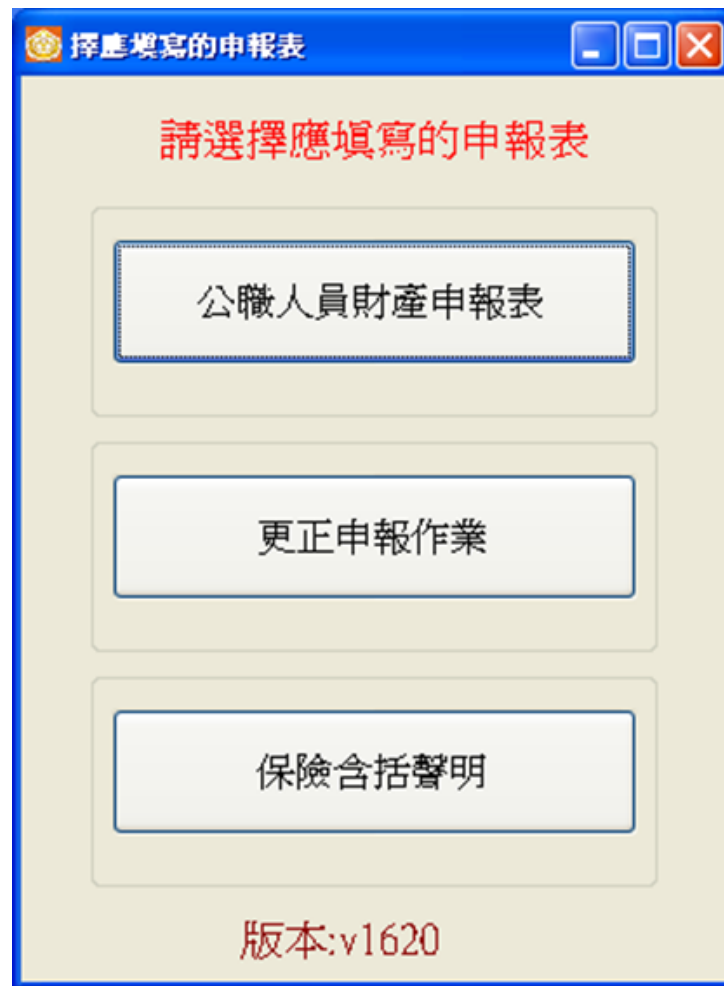 擇應填寫的申報表
請選擇應填寫的申報表
公職人員財產申報表
更正申報作業
保險含括聲明
版本:v1620